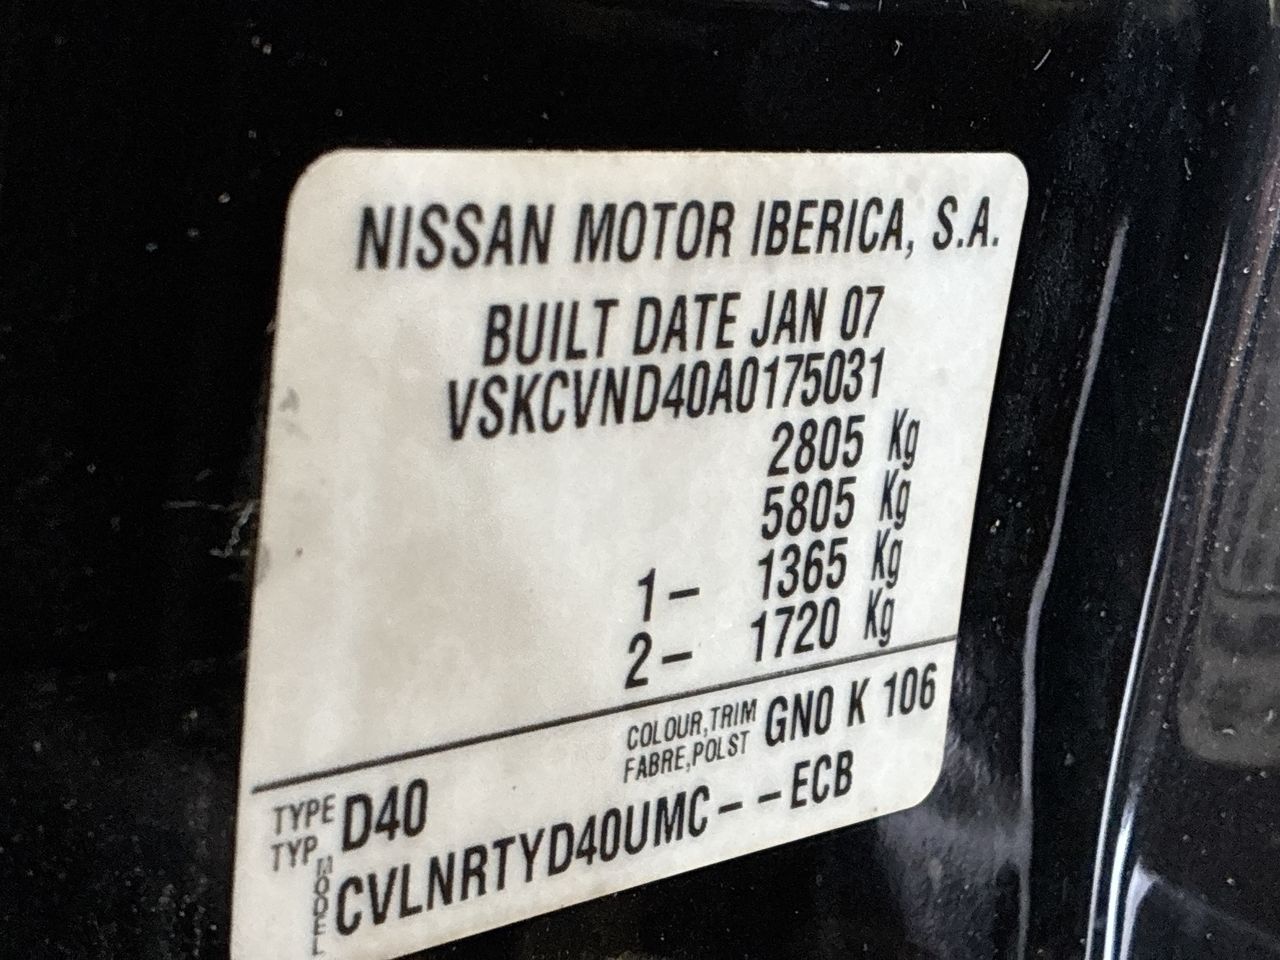 NISSAN MOTOR IBERICA, S.A.
BUILT DATE JAN 07
VSKCVND40A0175031
2805 Kg
5805 Kg
1- 1365 Kg
2- 1720 Kg
COLOUR,TRIM GNO K 106
FABRE,POLST
TYPE D40
TYP
MODEL CVLNRTYD40UMC--ECB